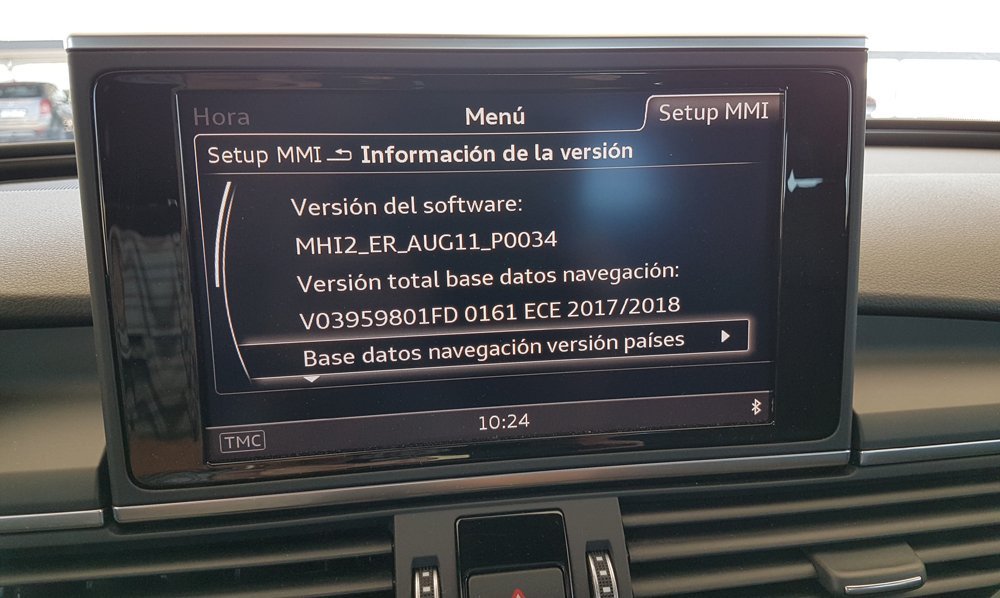 Hora
Menú
Setup MMI
Setup MMI Información de la versión
Versión del software:
MHI2_ER_AUG11_P0034
Versión total base datos navegación:
V03959801FD 0161 ECE 2017/2018
Base datos navegación versión países
TMC
10:24